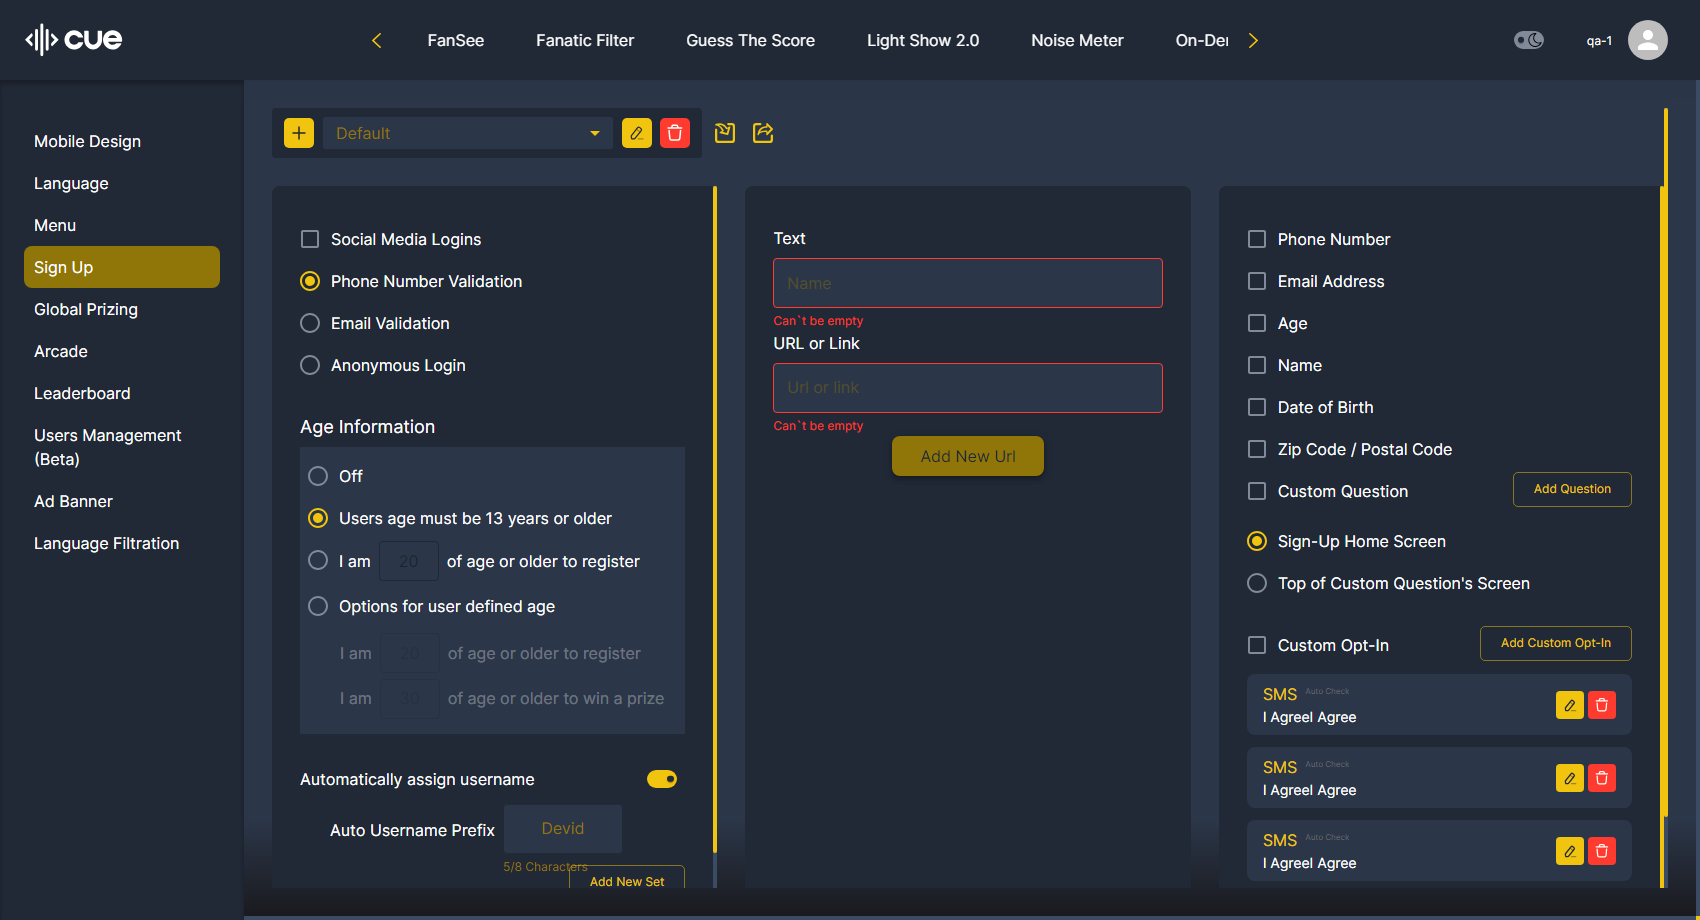 cue
FanSee
Fanatic Filter
Guess The Score
Light Show 2.0
Noise Meter
On-Der
qa-1
Mobile Design
Language
Menu
Sign Up
Global Prizing
Arcade
Leaderboard
Users Management
(Beta)
Ad Banner
Language Filtration
Default
Social Media Logins
Phone Number Validation
Email Validation
Anonymous Login
Age Information
Off
Users age must be 13 years or older
I am 20 of age or older to register
Options for user defined age
I am 20 of age or older to register
I am 30 of age or older to win a prize
Automatically assign username
Auto Username Prefix Devid
5/8 Characters
Add New Set
Text
Name
Can`t be empty
URL or Link
Url or link
Can`t be empty
Add New Url
Phone Number
Email Address
Age
Name
Date of Birth
Zip Code / Postal Code
Custom Question Add Question
Sign-Up Home Screen
Top of Custom Question's Screen
Custom Opt-In Add Custom Opt-In
SMS Auto Check
I AgreeI Agree
SMS Auto Check
I AgreeI Agree
SMS Auto Check
I AgreeI Agree